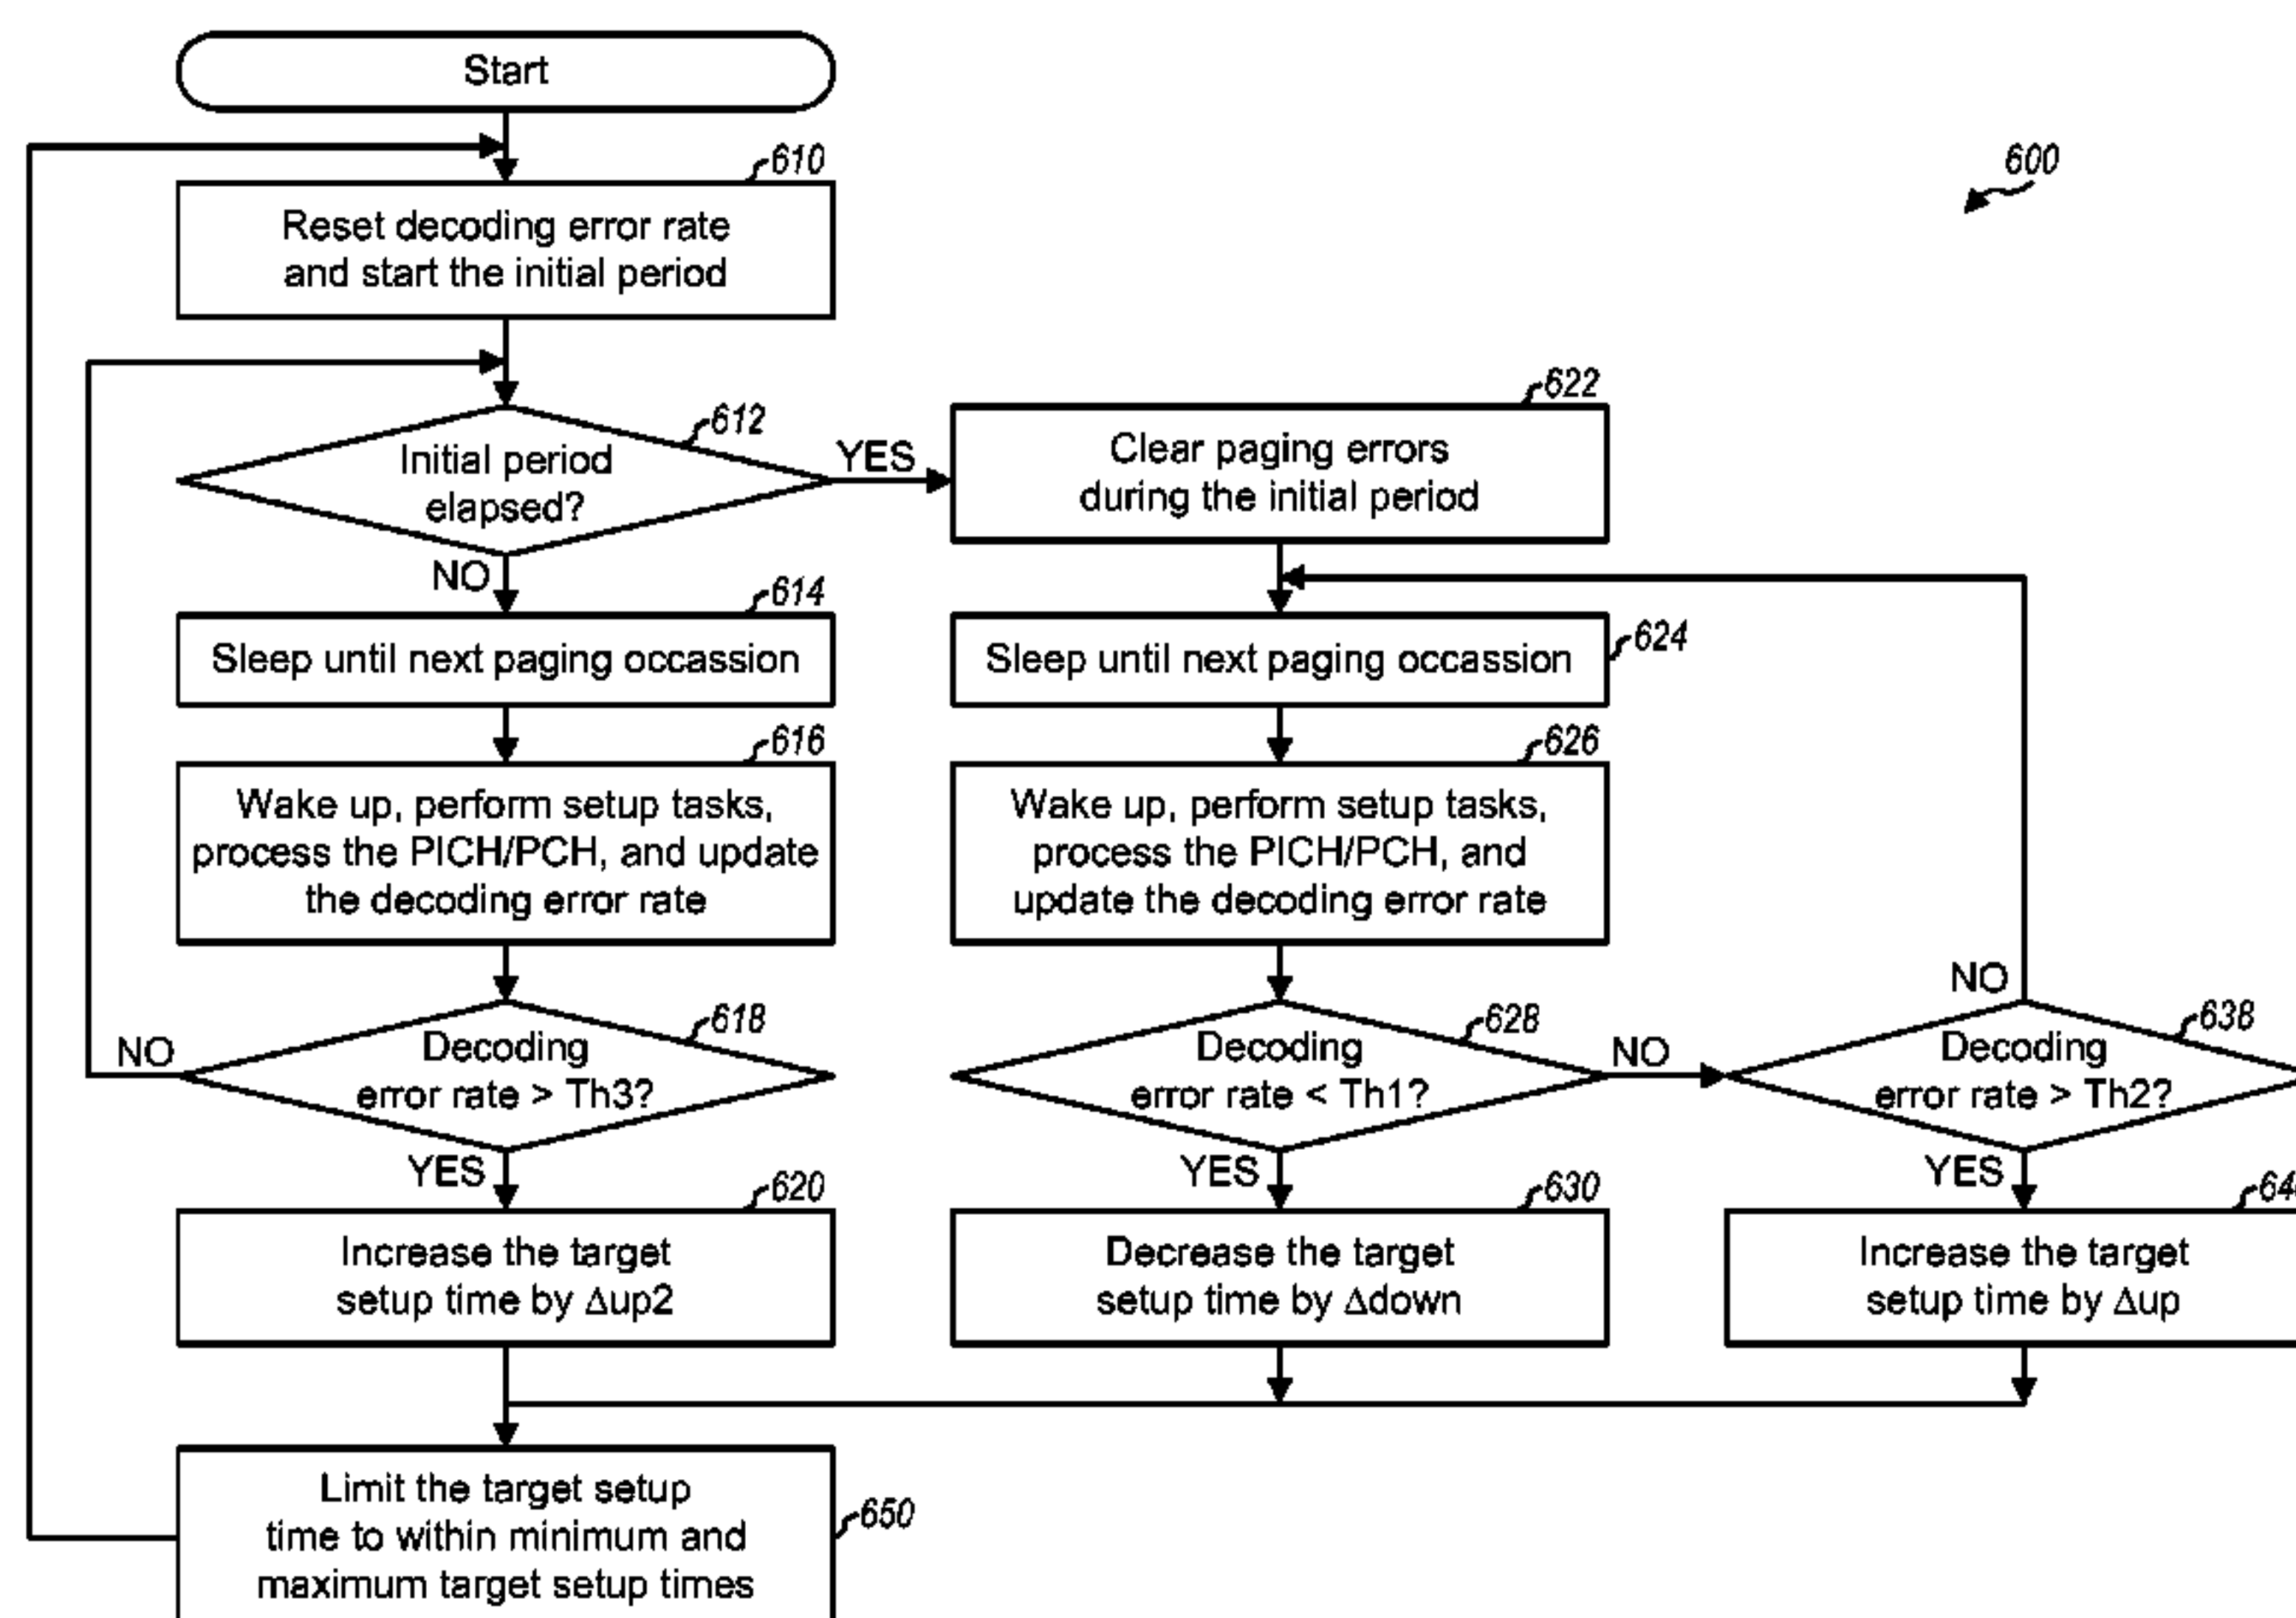 Start
600
610
Reset decoding error rate
and start the initial period
612
Initial period
elapsed?
YES
NO
622
Clear paging errors
during the initial period
614
Sleep until next paging occassion
624
Sleep until next paging occassion
616
Wake up, perform setup tasks,
process the PICH/PCH, and update
the decoding error rate
626
Wake up, perform setup tasks,
process the PICH/PCH, and
update the decoding error rate
618
Decoding
error rate > Th3?
NO
YES
628
Decoding
error rate < Th1?
NO
YES
638
Decoding
error rate > Th2?
NO
YES
620
Increase the target
setup time by Δup2
630
Decrease the target
setup time by Δdown
Increase the target
setup time by Δup
650
Limit the target setup
time to within minimum and
maximum target setup times